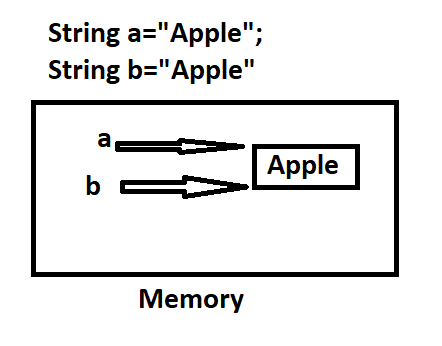 String a="Apple";
String b="Apple"
a
Apple
b
Memory